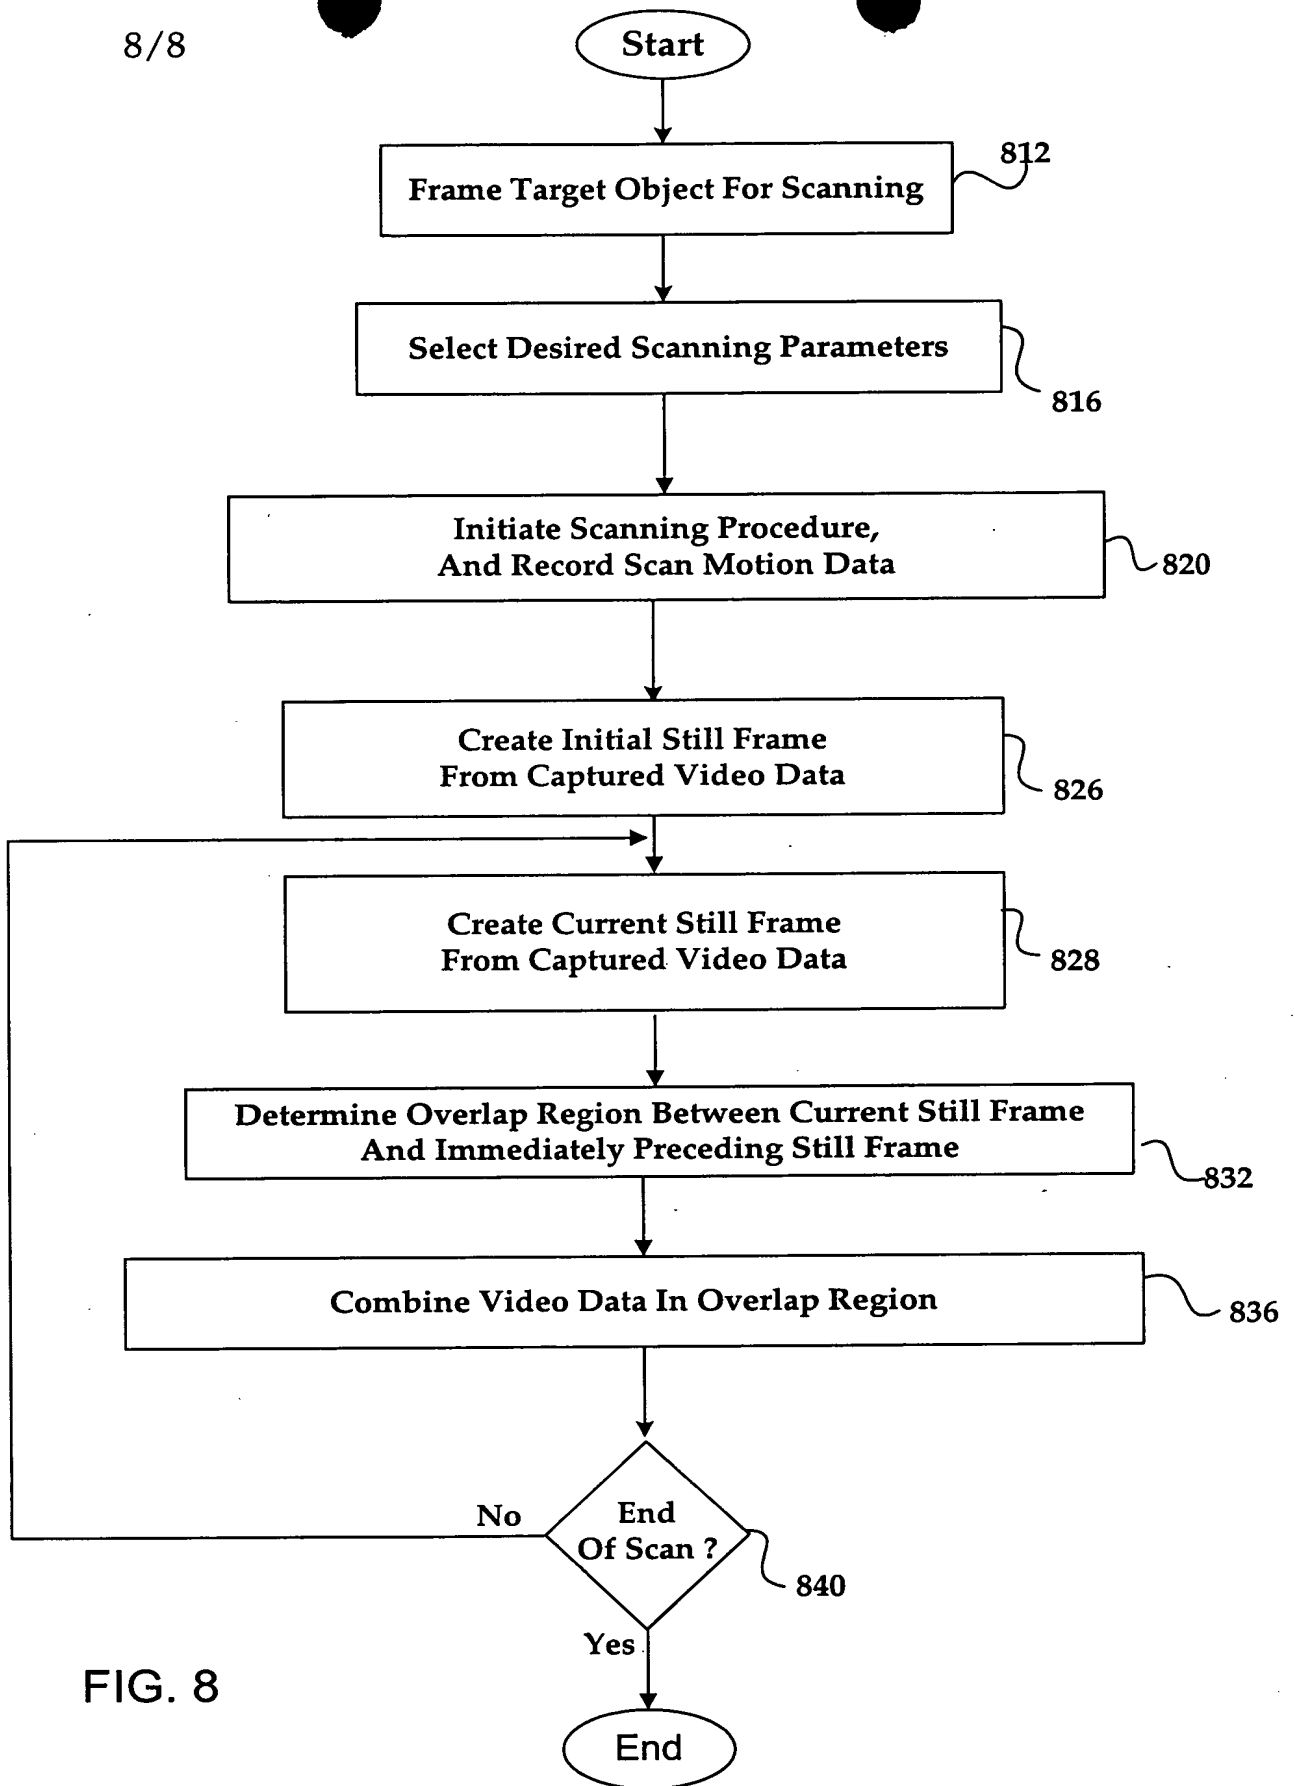 8/8
Start
812
Frame Target Object For Scanning
Select Desired Scanning Parameters
816
Initiate Scanning Procedure,
And Record Scan Motion Data
820
Create Initial Still Frame
From Captured Video Data
826
Create Current Still Frame
From Captured Video Data
828
Determine Overlap Region Between Current Still Frame
And Immediately Preceding Still Frame
832
Combine Video Data In Overlap Region
836
No
End
Of Scan ?
840
Yes
FIG. 8
End